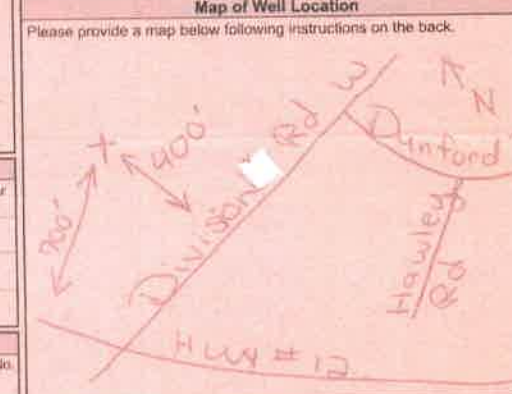 Map of Well Location
Please provide a map below following instructions on the back.
N
400'
Division Rd W
Dunford
700'
Hawley Rd
Hwy # 12